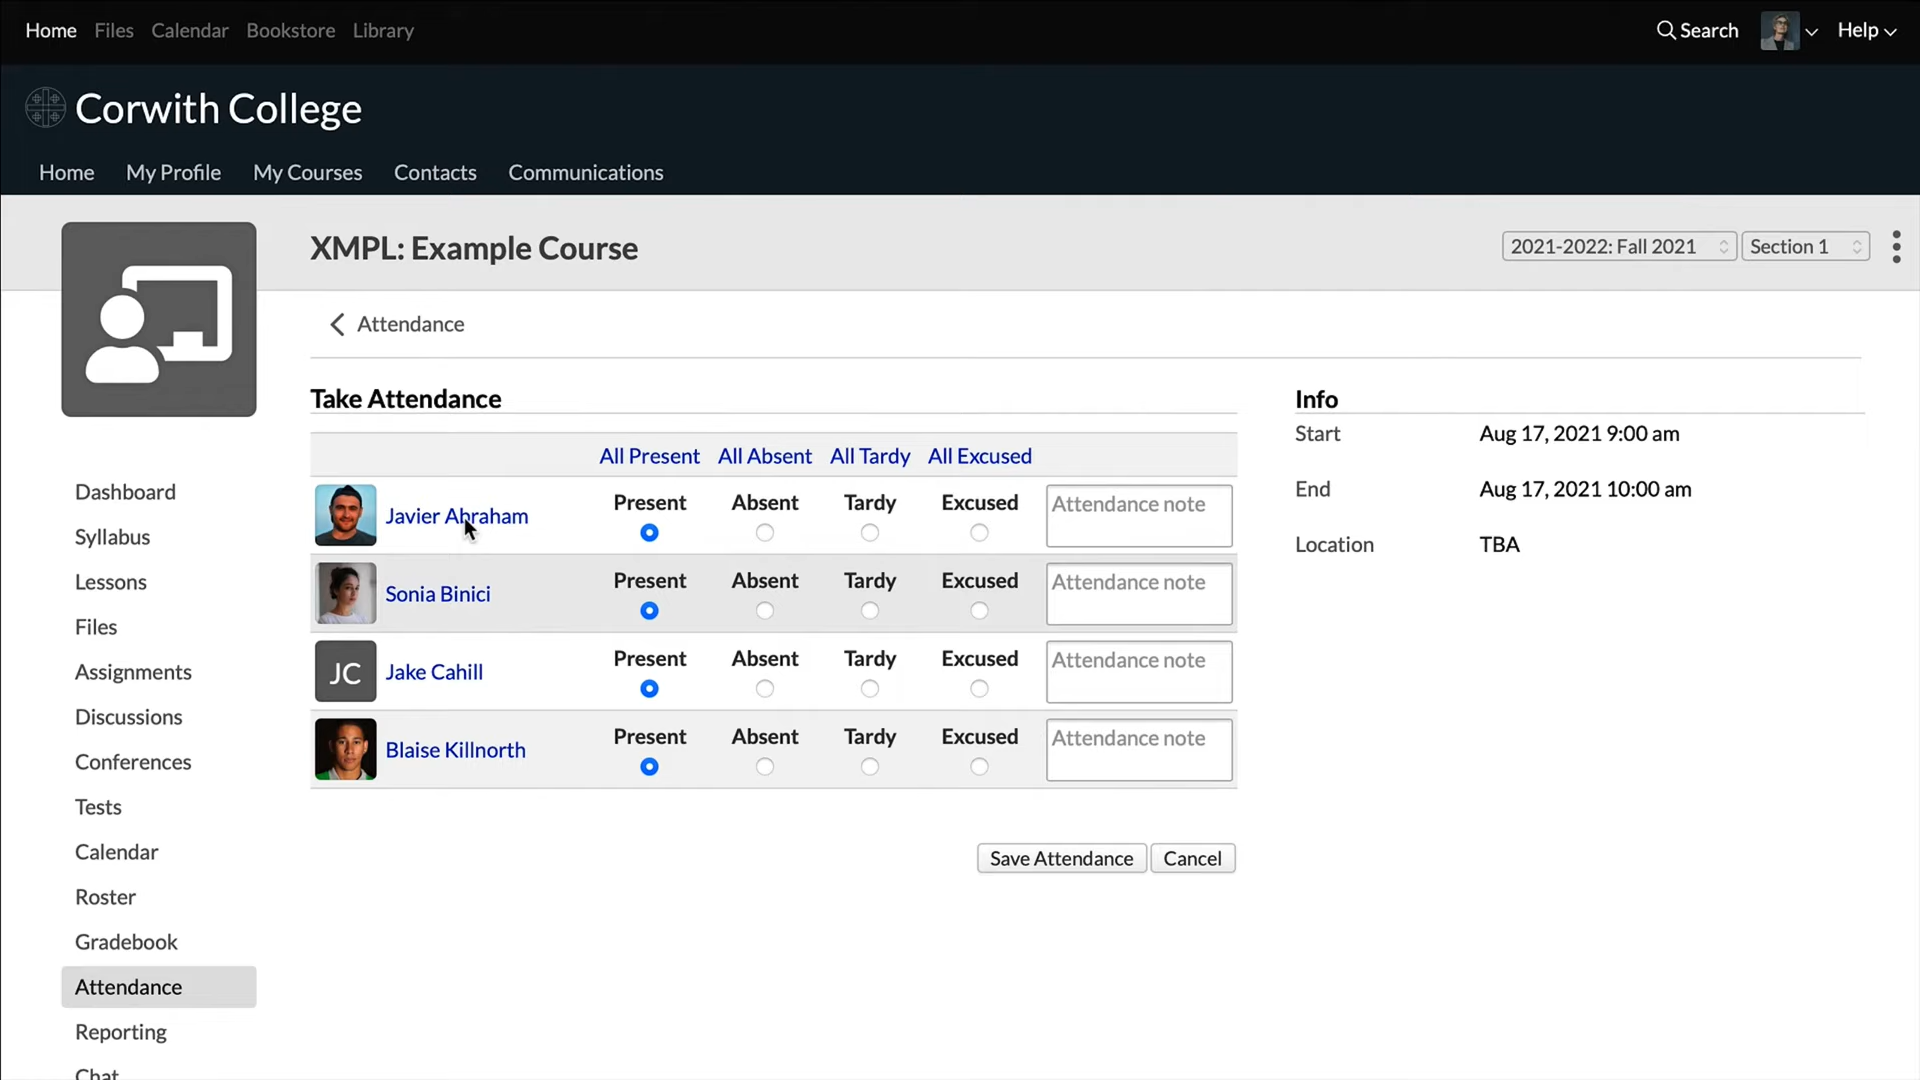 Home Files Calendar Bookstore Library Search Help
Corwith College
Home My Profile My Courses Contacts Communications
XMPL: Example Course 2021-2022: Fall 2021 Section 1
Attendance
Take Attendance
All Present All Absent All Tardy All Excused
Javier Abraham Present Absent Tardy Excused Attendance note
Sonia Binici Present Absent Tardy Excused Attendance note
JC Jake Cahill Present Absent Tardy Excused Attendance note
Blaise Killnorth Present Absent Tardy Excused Attendance note
Save Attendance Cancel
Info
Start Aug 17, 2021 9:00 am
End Aug 17, 2021 10:00 am
Location TBA
Dashboard
Syllabus
Lessons
Files
Assignments
Discussions
Conferences
Tests
Calendar
Roster
Gradebook
Attendance
Reporting
Chat